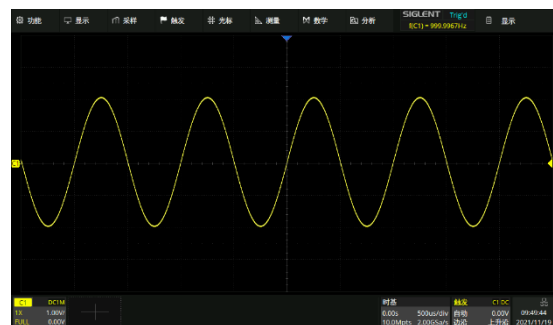 功能 显示 采样 触发 光标 测量 数学 分析 SIGLENT Trig'd 显示
f(C1) = 999.9967Hz
C1
C1 DC1M 时基 触发 C1 DC
1X 1.00V/ 0.00s 500us/div 自动 0.00V 09:49:44
FULL 0.00V 10.0Mpts 2.00GSa/s 边沿 上升沿 2021/11/19